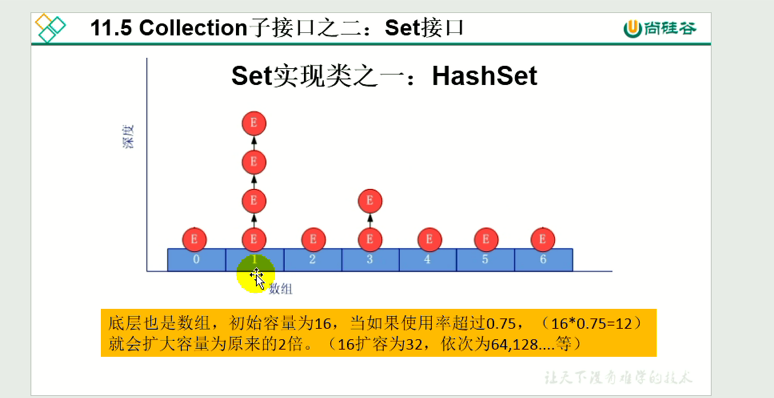 11.5 Collection子接口之二：Set接口
尚硅谷
Set实现类之一：HashSet
深度
E
E
E
E
E
E
E
E
E
E
E
0
1
2
3
4
5
6
数组
底层也是数组，初始容量为16，当如果使用率超过0.75，（16*0.75=12）
就会扩大容量为原来的2倍。（16扩容为32，依次为64,128....等）
让天下没有难学的技术